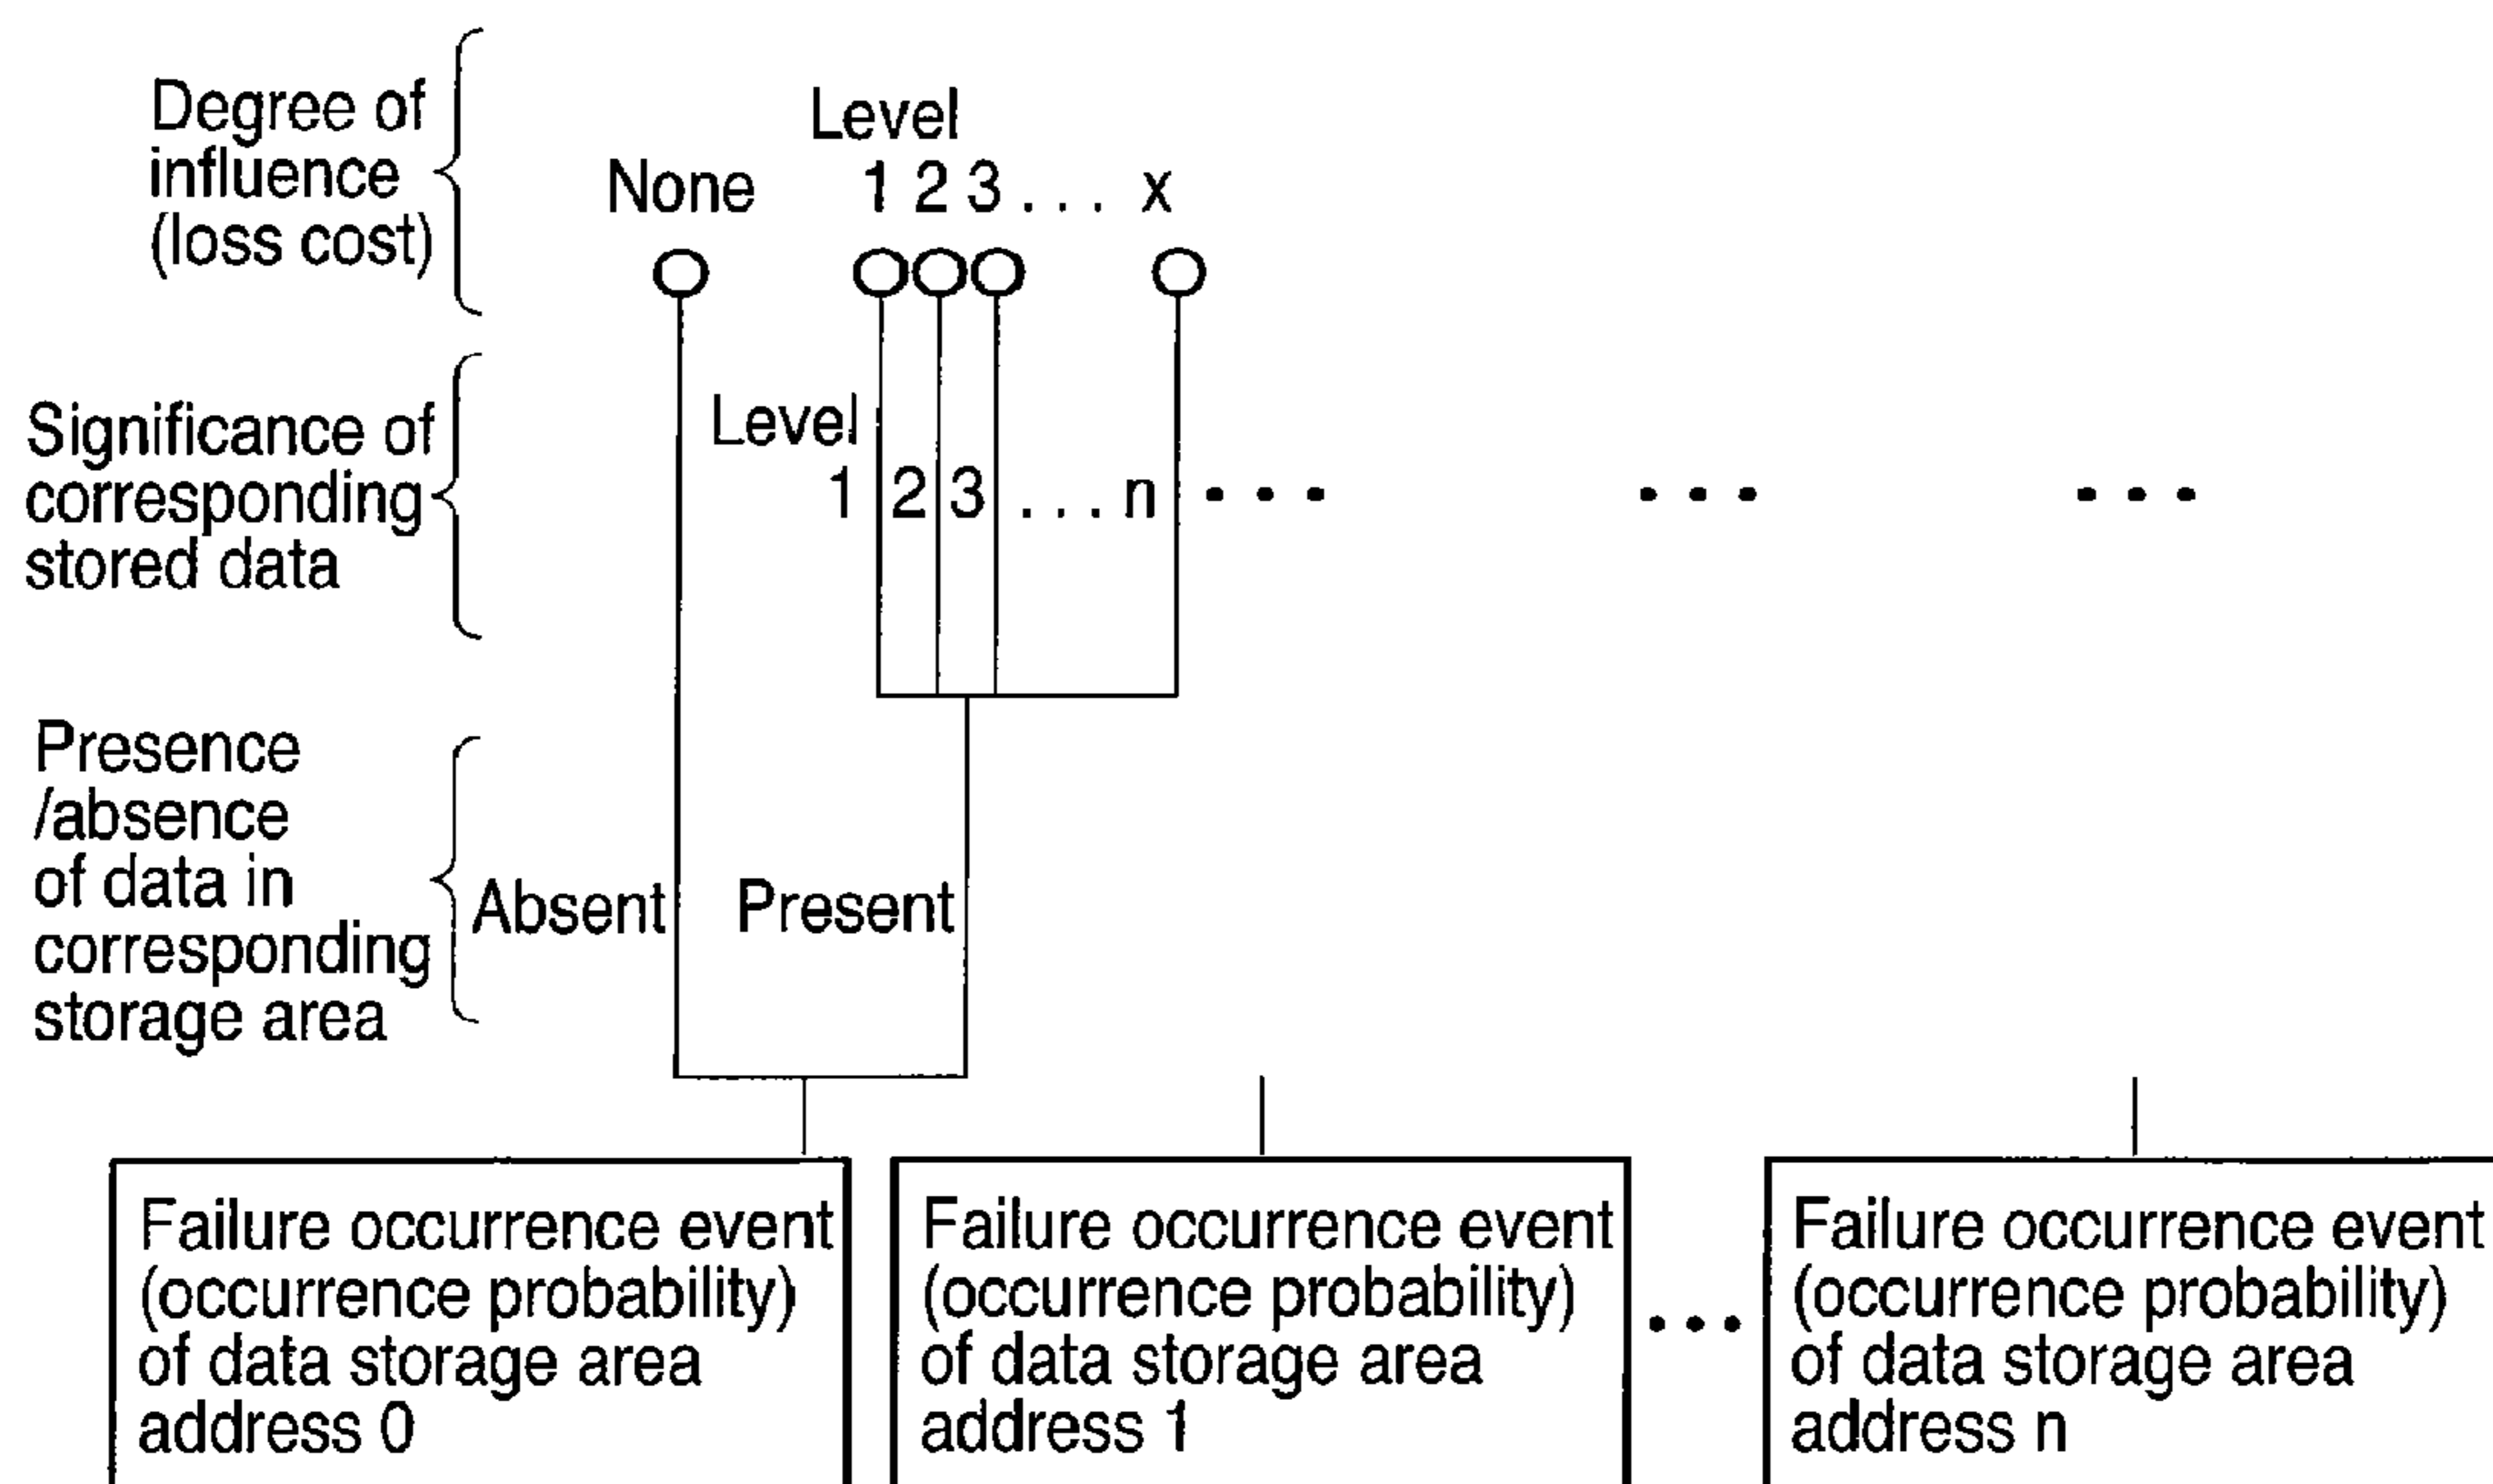 Degree of
influence
(loss cost)
Level
None 1 2 3 . . . x
Significance of
corresponding
stored data
Level
1 2 3 . . . n • • • • • • • • •
Presence
/absence
of data in
corresponding
storage area
Absent Present
Failure occurrence event
(occurrence probability)
of data storage area
address 0
Failure occurrence event
(occurrence probability)
of data storage area
address 1
• • •
Failure occurrence event
(occurrence probability)
of data storage area
address n